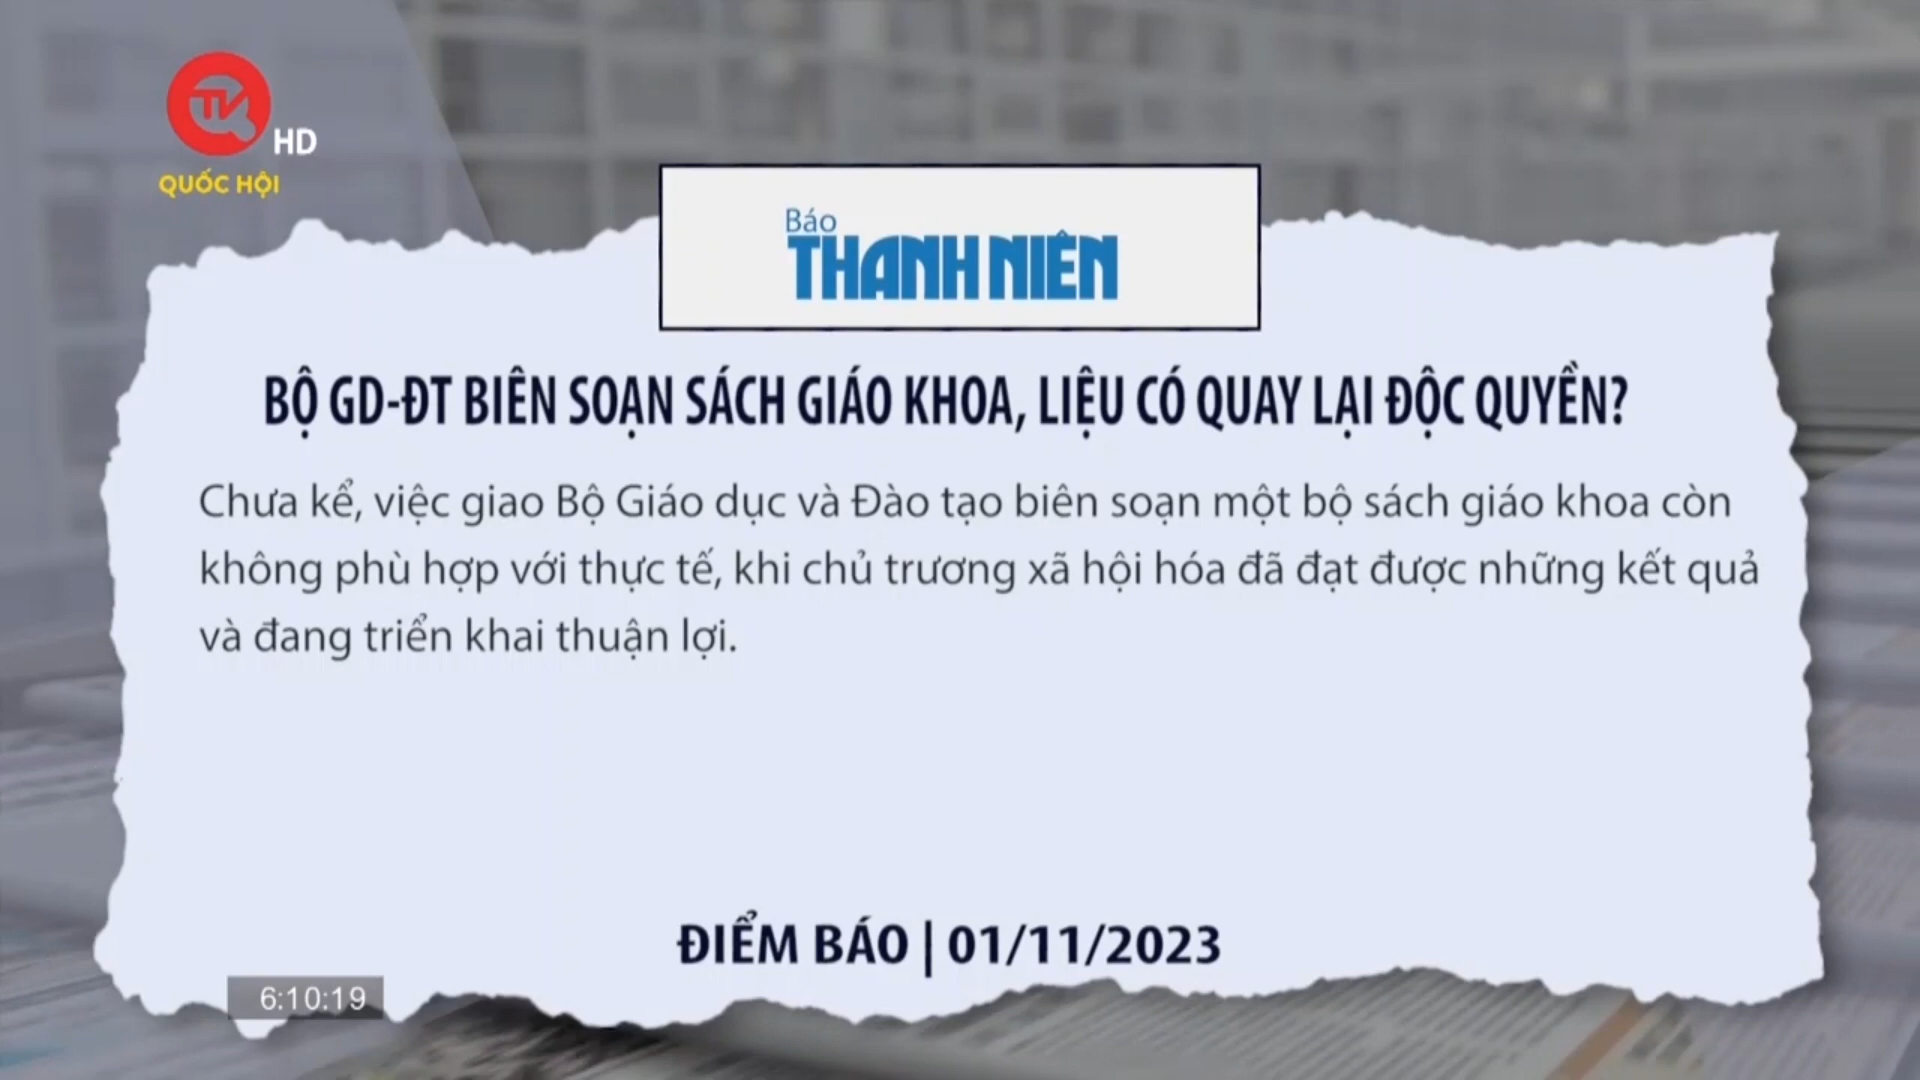 TV
HD
QUỐC HỘI
Báo
THANH NIÊN
BỘ GD-ĐT BIÊN SOẠN SÁCH GIÁO KHOA, LIỆU CÓ QUAY LẠI ĐỘC QUYỀN?
Chưa kể, việc giao Bộ Giáo dục và Đào tạo biên soạn một bộ sách giáo khoa còn
không phù hợp với thực tế, khi chủ trương xã hội hóa đã đạt được những kết quả
và đang triển khai thuận lợi.
ĐIỂM BÁO | 01/11/2023
6:10:19